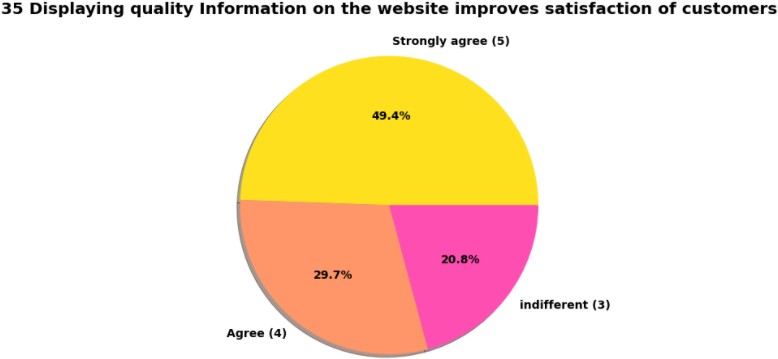 35 Displaying quality Information on the website improves satisfaction of customers
Strongly agree (5)
49.4%
20.8%
29.7%
indifferent (3)
Agree (4)